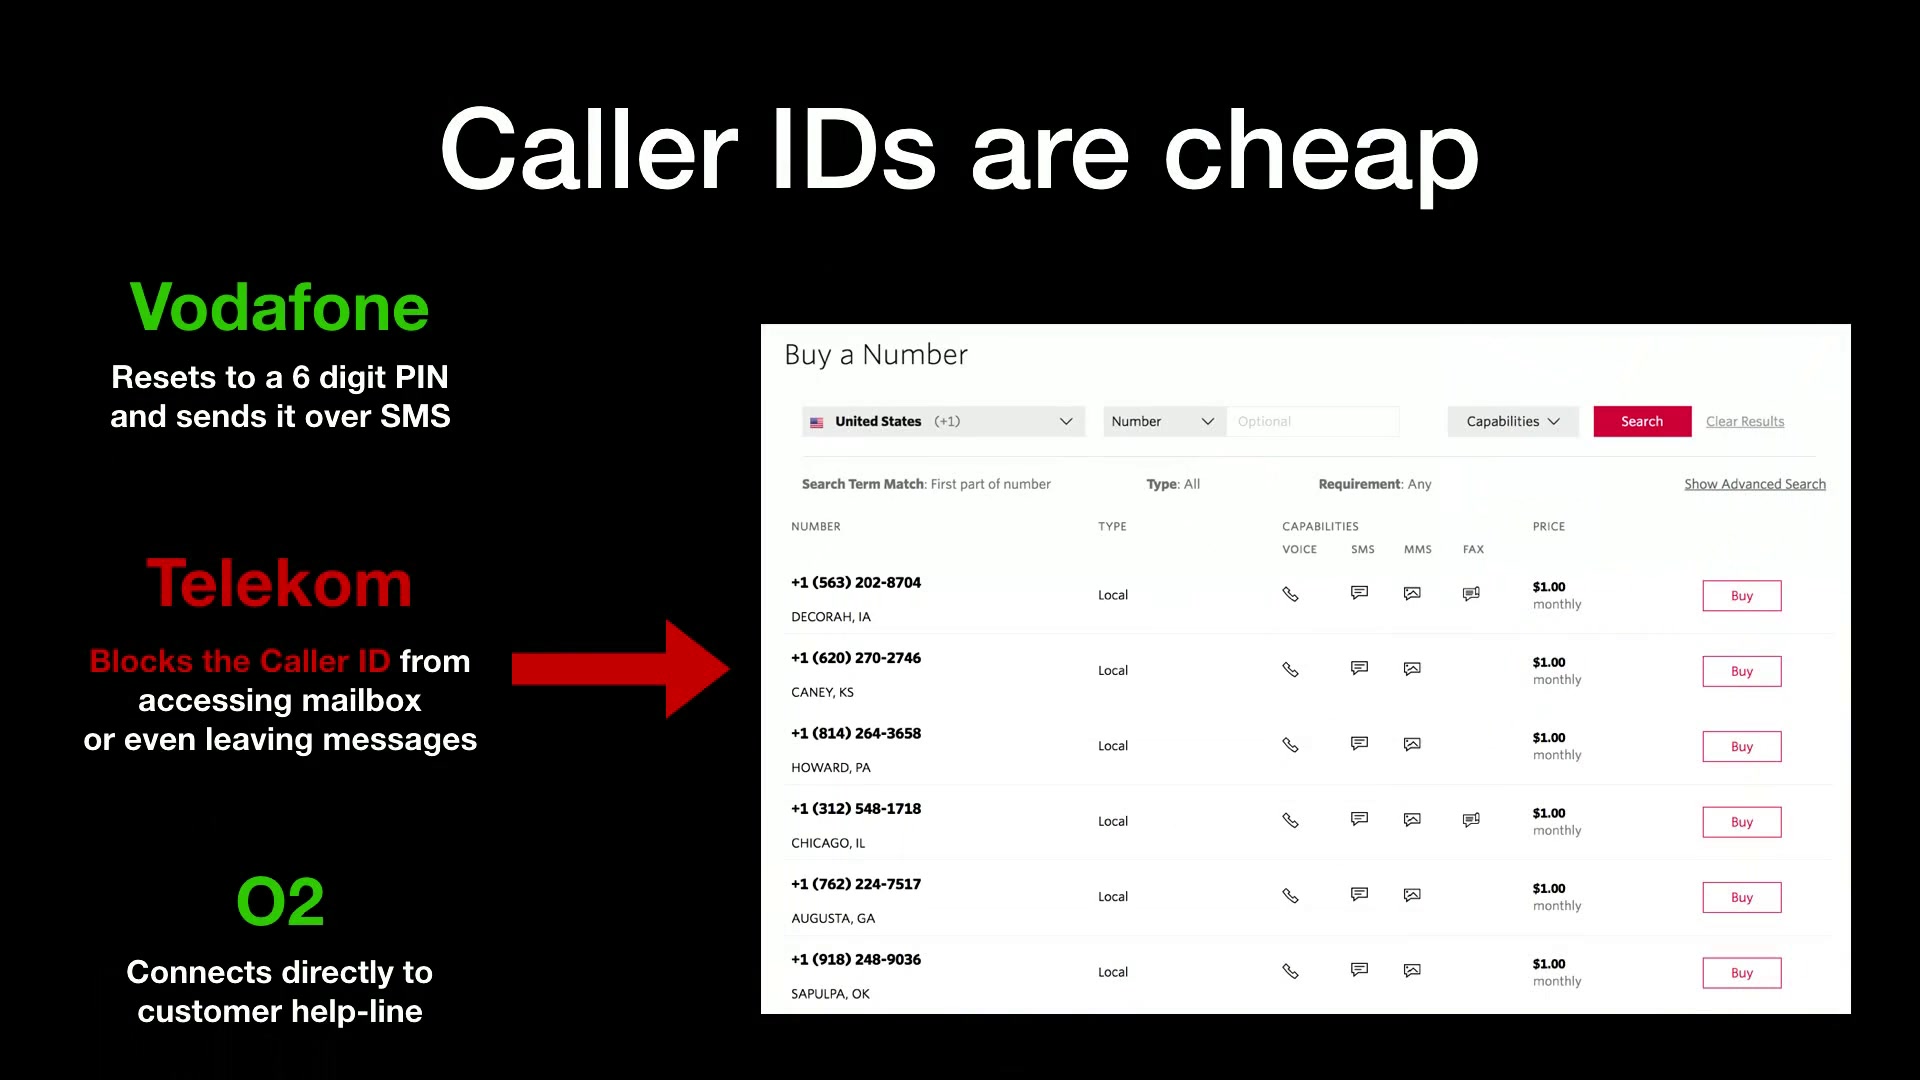 Caller IDs are cheap
Vodafone
Resets to a 6 digit PIN
and sends it over SMS
Telekom
Blocks the Caller ID from
accessing mailbox
or even leaving messages
O2
Connects directly to
customer help-line
Buy a Number
United States (+1) Number Optional Capabilities Search Clear Results
Search Term Match: First part of number Type: All Requirement: Any Show Advanced Search
NUMBER TYPE CAPABILITIES PRICE
VOICE SMS MMS FAX
+1 (563) 202-8704 Local $1.00 monthly Buy
DECORAH, IA
+1 (620) 270-2746 Local $1.00 monthly Buy
CANEY, KS
+1 (814) 264-3658 Local $1.00 monthly Buy
HOWARD, PA
+1 (312) 548-1718 Local $1.00 monthly Buy
CHICAGO, IL
+1 (762) 224-7517 Local $1.00 monthly Buy
AUGUSTA, GA
+1 (918) 248-9036 Local $1.00 monthly Buy
SAPULPA, OK